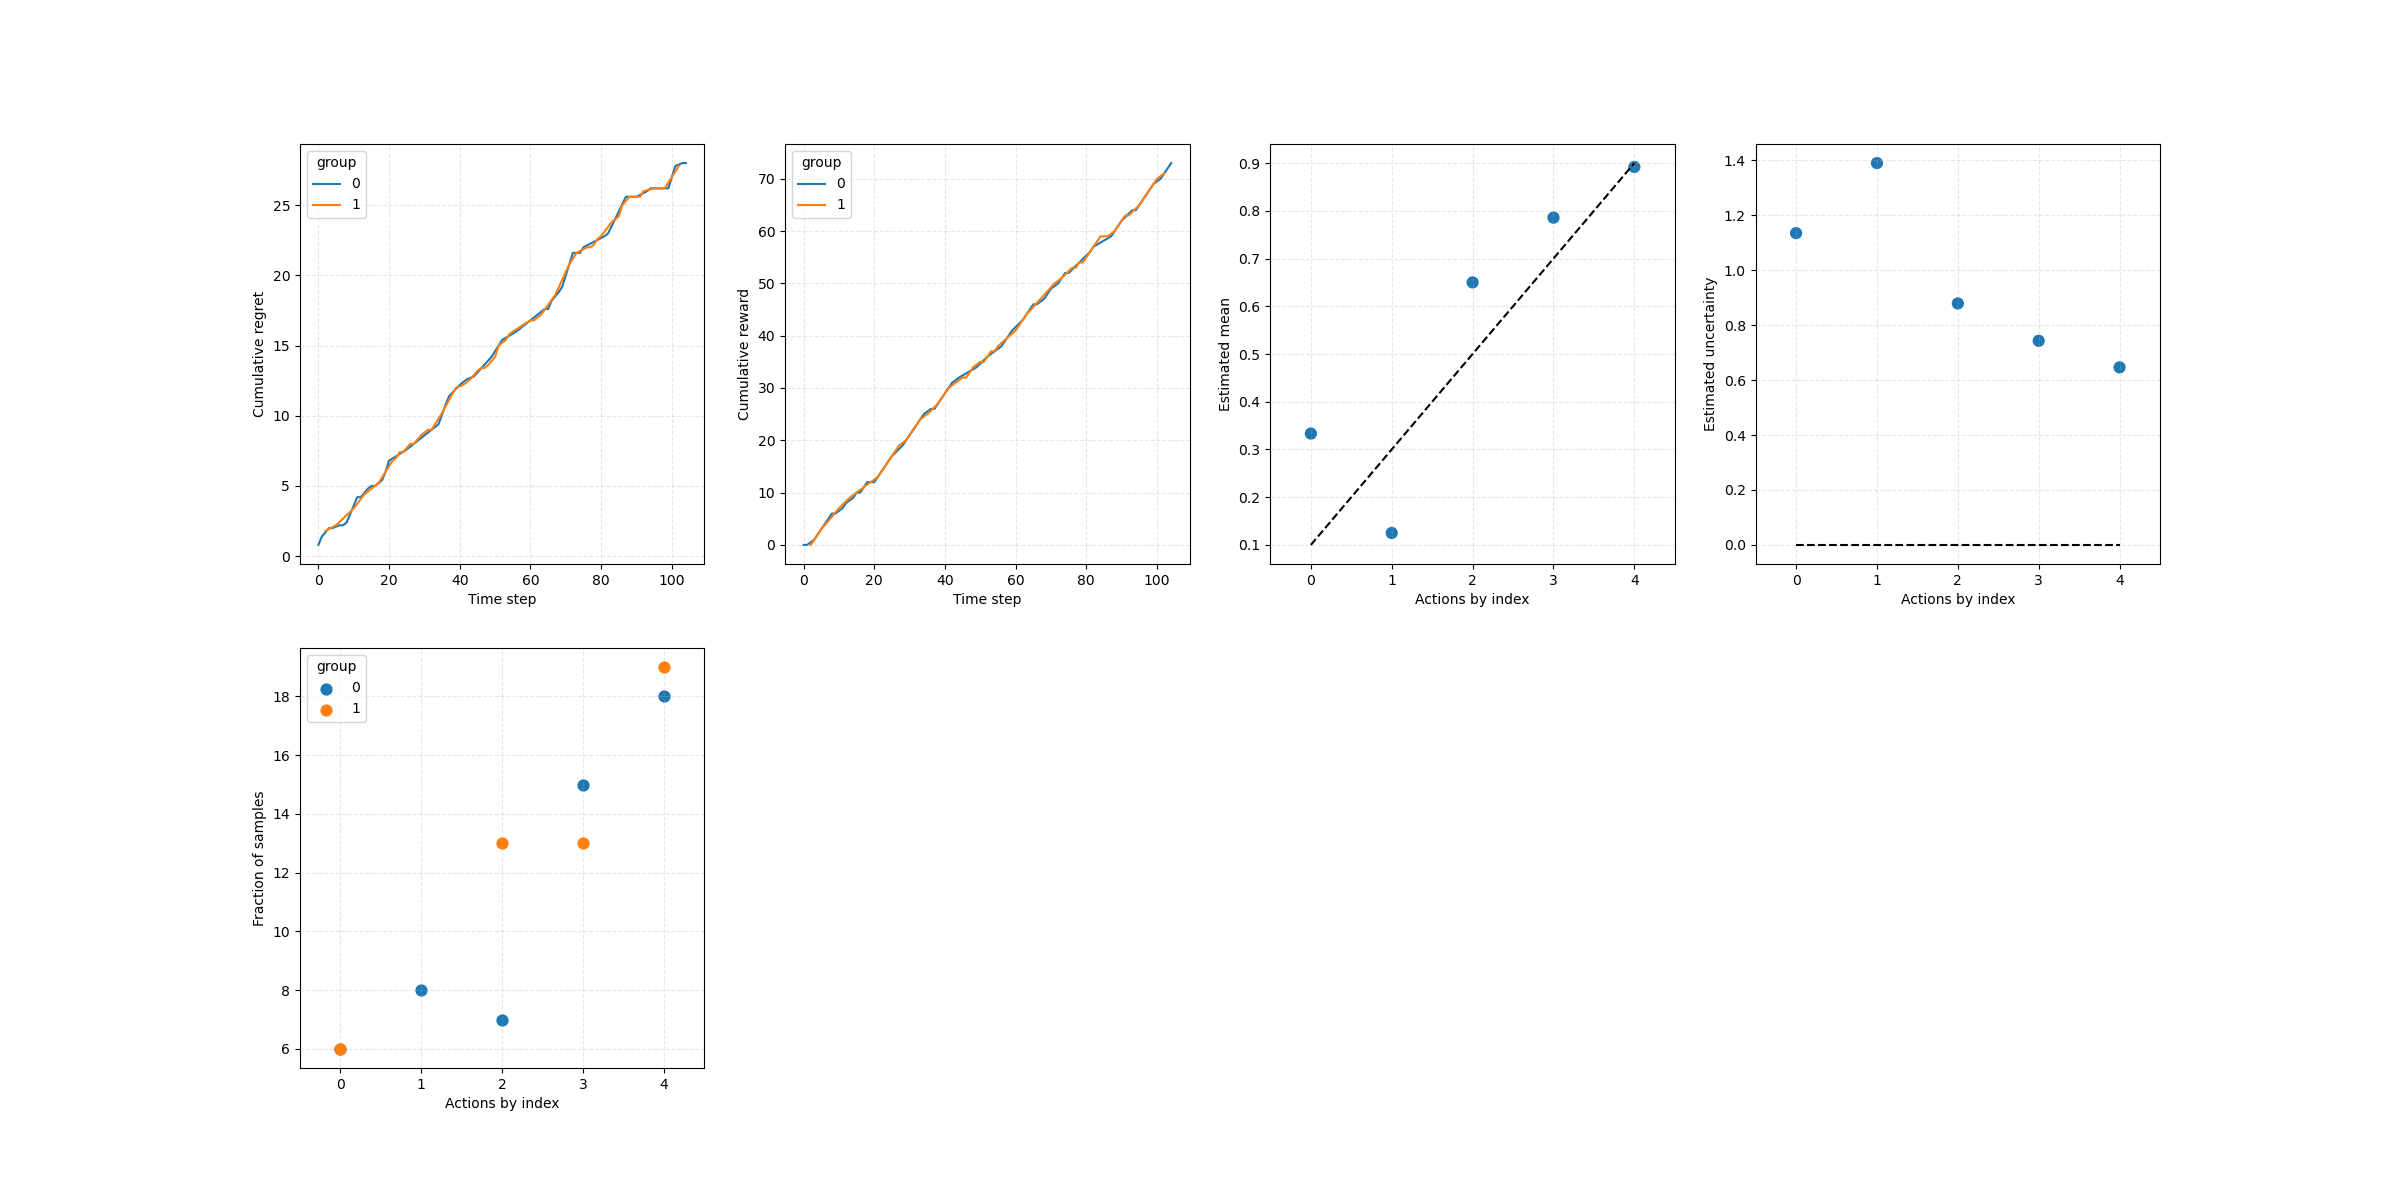 group
0
1
25
20
15
10
5
0
Cumulative regret
0 20 40 60 80 100
Time step
group
0
1
70
60
50
40
30
20
10
0
Cumulative reward
0 20 40 60 80 100
Time step
0.9
0.8
0.7
0.6
0.5
0.4
0.3
0.2
0.1
Estimated mean
0 1 2 3 4
Actions by index
1.4
1.2
1.0
0.8
0.6
0.4
0.2
0.0
Estimated uncertainty
0 1 2 3 4
Actions by index
group
0
1
18
16
14
12
10
8
6
Fraction of samples
0 1 2 3 4
Actions by index